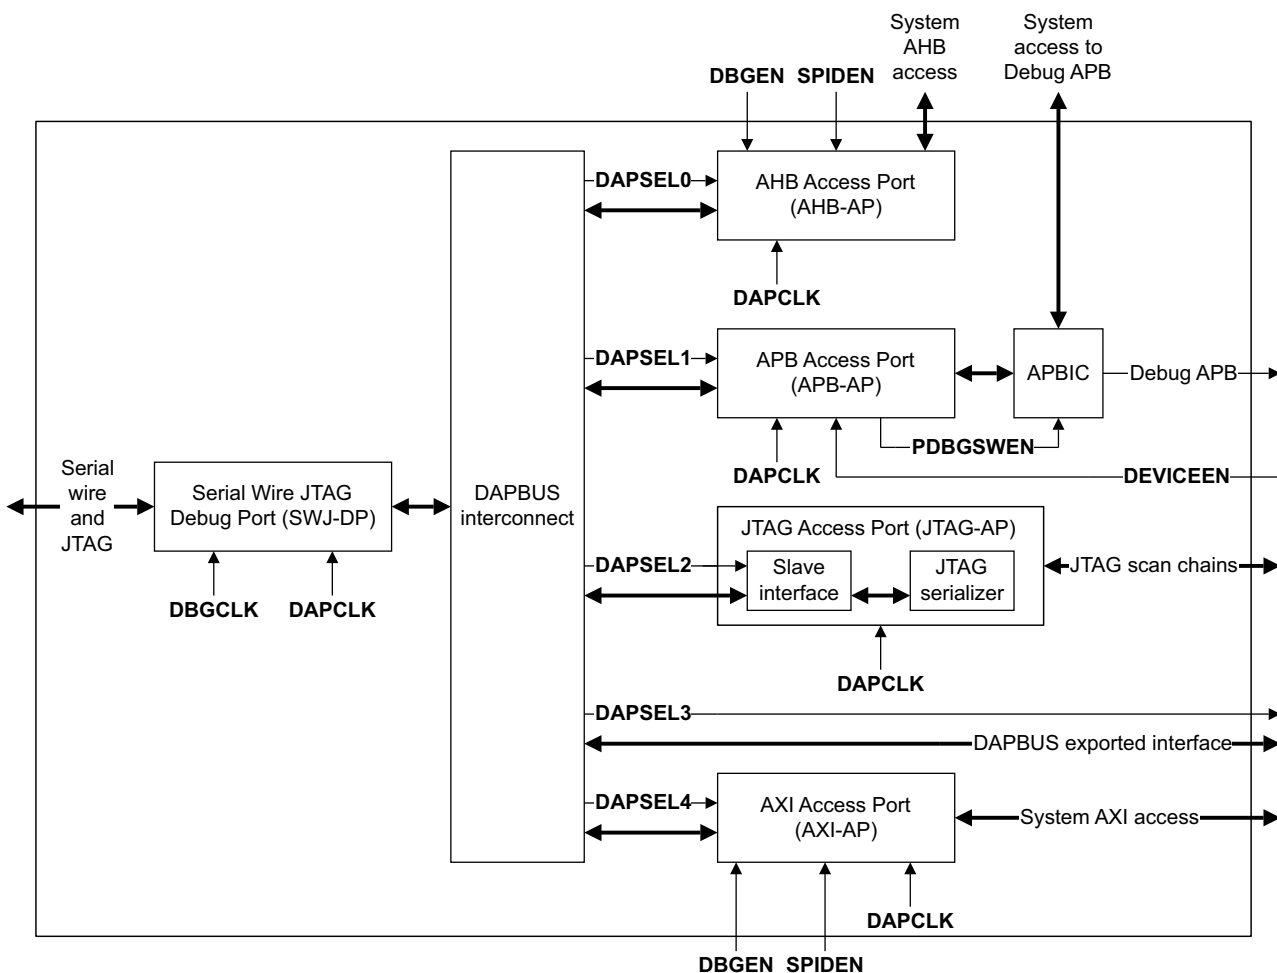 System
AHB
access
System
access to
Debug APB
DBGEN SPIDEN
DAPSEL0
AHB Access Port
(AHB-AP)
DAPCLK
DAPSEL1
APB Access Port
(APB-AP)
APBIC
Debug APB
PDBGSWEN
DAPCLK
DEVICEEN
Serial
wire
and
JTAG
Serial Wire JTAG
Debug Port (SWJ-DP)
DAPBUS
interconnect
DBGCLK DAPCLK
JTAG Access Port (JTAG-AP)
DAPSEL2
Slave
interface
JTAG
serializer
JTAG scan chains
DAPCLK
DAPSEL3
DAPBUS exported interface
DAPSEL4
AXI Access Port
(AXI-AP)
System AXI access
DAPCLK
DBGEN SPIDEN